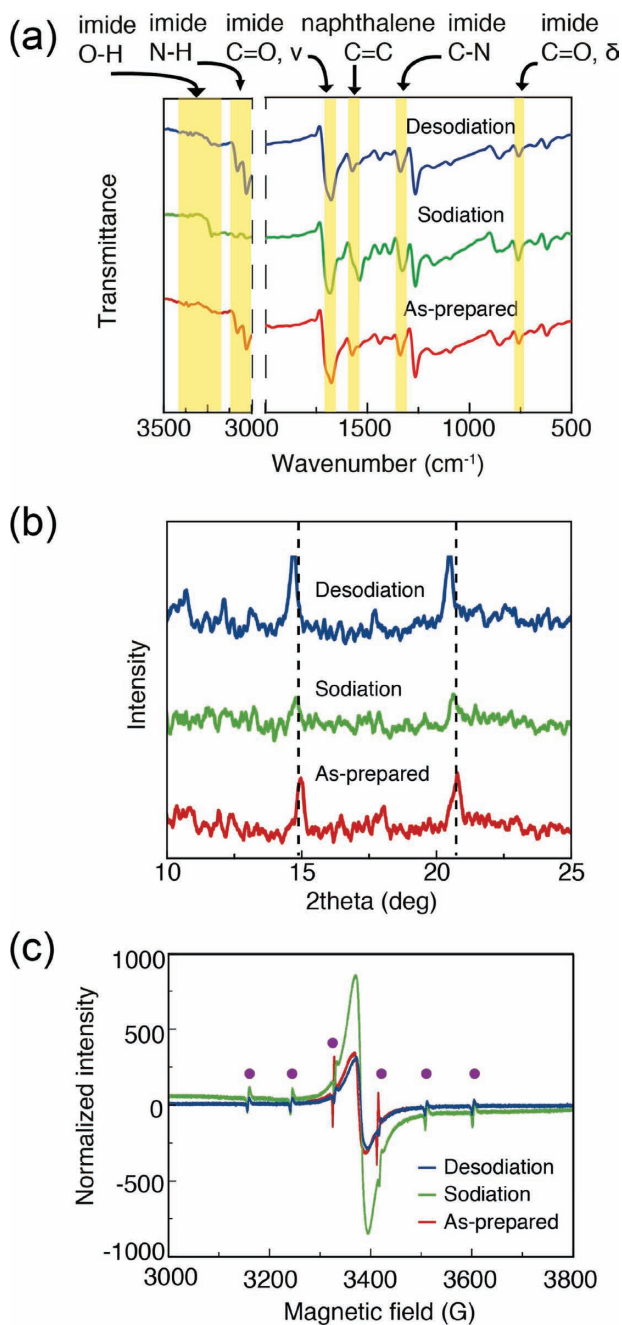 (a)
imide imide imide naphthalene imide imide
O-H N-H C=O, ν C=C C-N C=O, δ
Desodiation
Sodiation
As-prepared
Transmittance
3500 3000 1500 1000 500
Wavenumber (cm⁻¹)
(b)
Desodiation
Sodiation
As-prepared
Intensity
10 15 20 25
2theta (deg)
(c)
1000
500
0
-500
-1000
Normalized intensity
Desodiation
Sodiation
As-prepared
3000 3200 3400 3600 3800
Magnetic field (G)